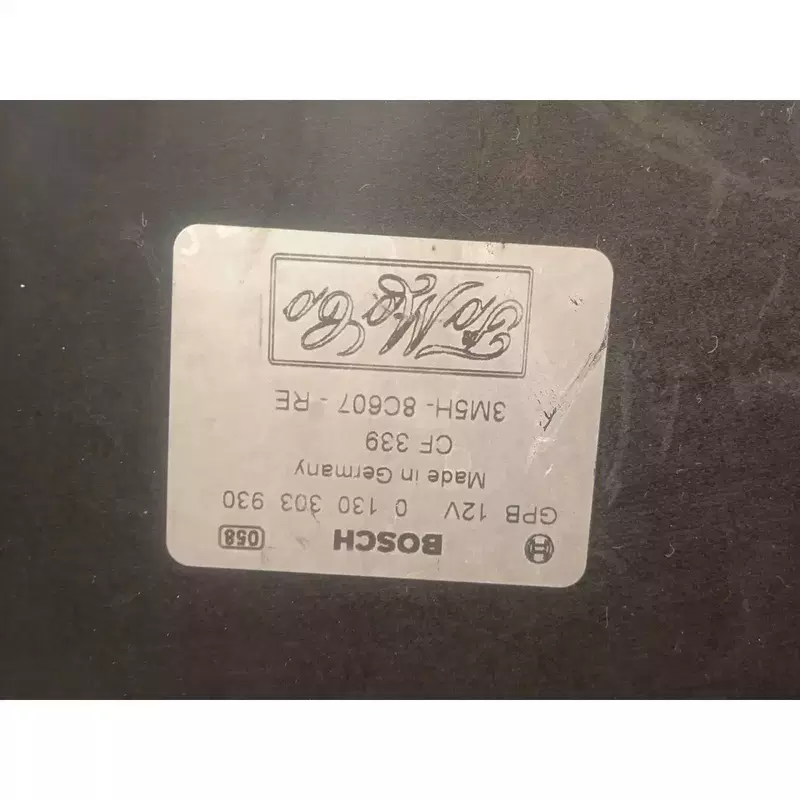 BOSCH 058
GPB 12V 0 130 303 930
Made in Germany
CF 339
3M5H - 8C607 - RE
FoMoCo